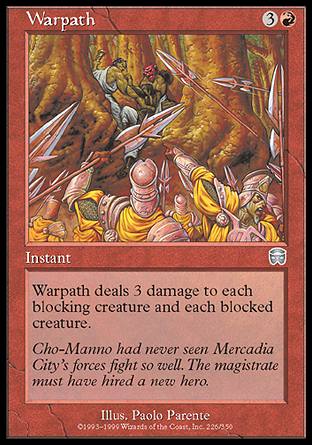 Warpath 3
Instant
Warpath deals 3 damage to each
blocking creature and each blocked
creature.
Cho-Manno had never seen Mercadia
City's forces fight so well. The magistrate
must have hired a new hero.
Illus. Paolo Parente
©1993-1999 Wizards of the Coast, Inc. 226/350